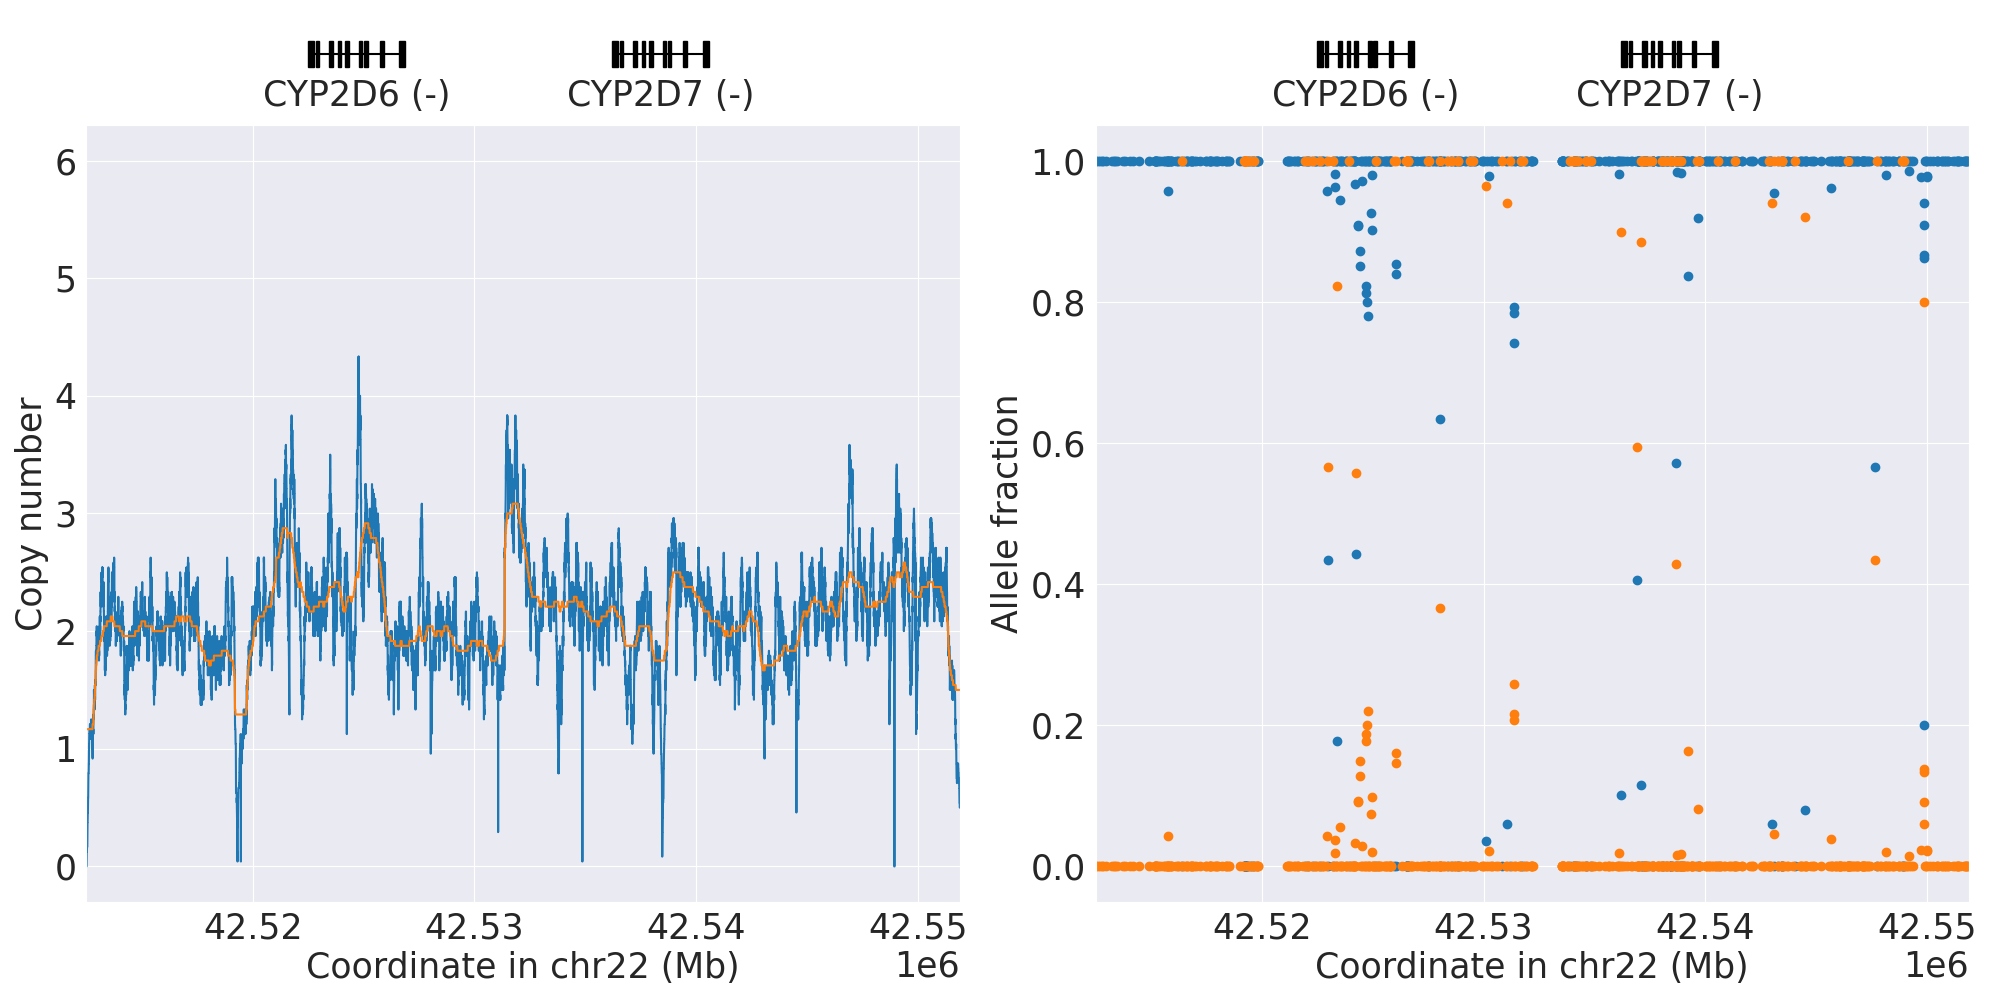 CYP2D6 (-) CYP2D7 (-)
6
5
4
3
2
1
0
Copy number
42.52 42.53 42.54 42.55
Coordinate in chr22 (Mb)
1e6
CYP2D6 (-) CYP2D7 (-)
1.0
0.8
0.6
0.4
0.2
0.0
Allele fraction
42.52 42.53 42.54 42.55
Coordinate in chr22 (Mb)
1e6